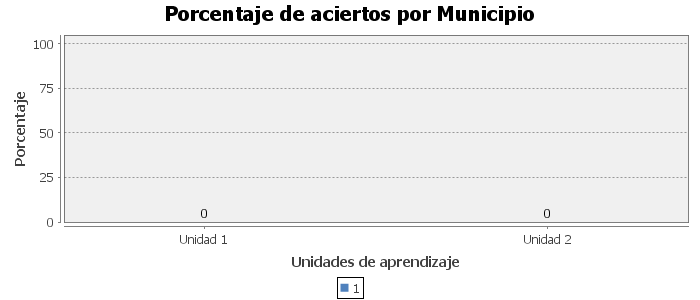 Porcentaje de aciertos por Municipio
100
75
50
25
0
Porcentaje
0
0
Unidad 1
Unidad 2
Unidades de aprendizaje
1